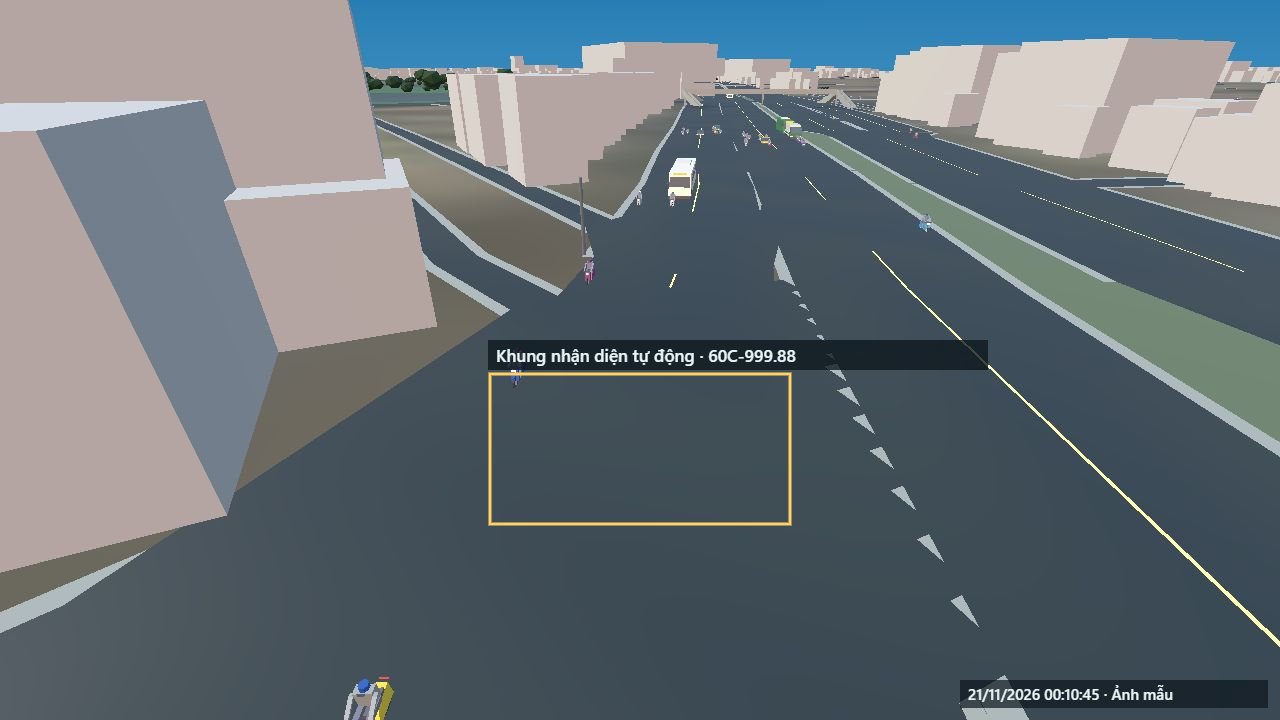 Khung nhận diện tự động · 60C-999.88
21/11/2026 00:10:45 · Ảnh mẫu